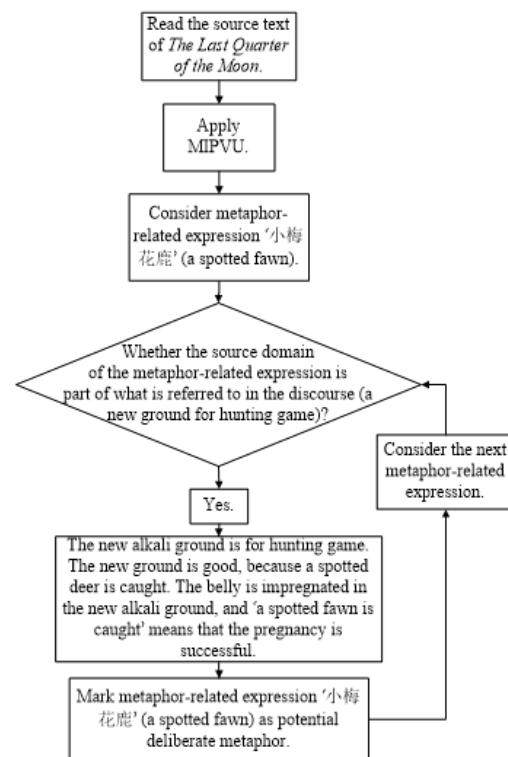 Read the source text
of The Last Quarter
of the Moon.
Apply
MIPVU.
Consider metaphor-
related expression ‘小梅
花鹿’ (a spotted fawn).
Whether the source domain
of the metaphor-related expression is
part of what is referred to in the discourse (a
new ground for hunting game)?
Yes.
The new alkali ground is for hunting game.
The new ground is good, because a spotted
deer is caught. The belly is impregnated in
the new alkali ground, and ‘a spotted fawn is
caught’ means that the pregnancy is
successful.
Mark metaphor-related expression ‘小梅
花鹿’ (a spotted fawn) as potential
deliberate metaphor.
Consider the next
metaphor-related
expression.